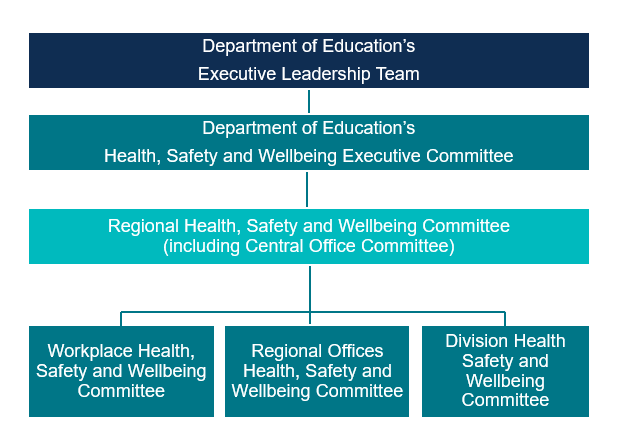 Department of Education’s
Executive Leadership Team
Department of Education’s
Health, Safety and Wellbeing Executive Committee
Regional Health, Safety and Wellbeing Committee
(including Central Office Committee)
Workplace Health,
Safety and Wellbeing
Committee
Regional Offices
Health, Safety and
Wellbeing Committee
Division Health
Safety and
Wellbeing
Committee